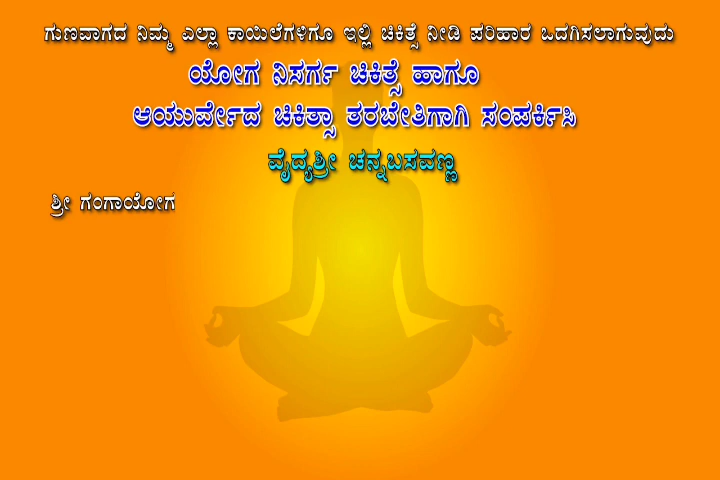 ಗುಣವಾಗದ ನಿಮ್ಮ ಎಲ್ಲಾ ಕಾಯಿಲೆಗಳಿಗೂ ಇಲ್ಲಿ ಚಿಕಿತ್ಸೆ ನೀಡಿ ಪರಿಹಾರ ಒದಗಿಸಲಾಗುವುದು
ಯೋಗ ನಿಸರ್ಗ ಚಿಕಿತ್ಸೆ ಹಾಗೂ
ಆಯುರ್ವೇದ ಚಿಕಿತ್ಸಾ ತರಬೇತಿಗಾಗಿ ಸಂಪರ್ಕಿಸಿ
ವೈದ್ಯಶ್ರೀ ಚನ್ನಬಸವಣ್ಣ
ಶ್ರೀ ಗಂಗಾಯೋಗ